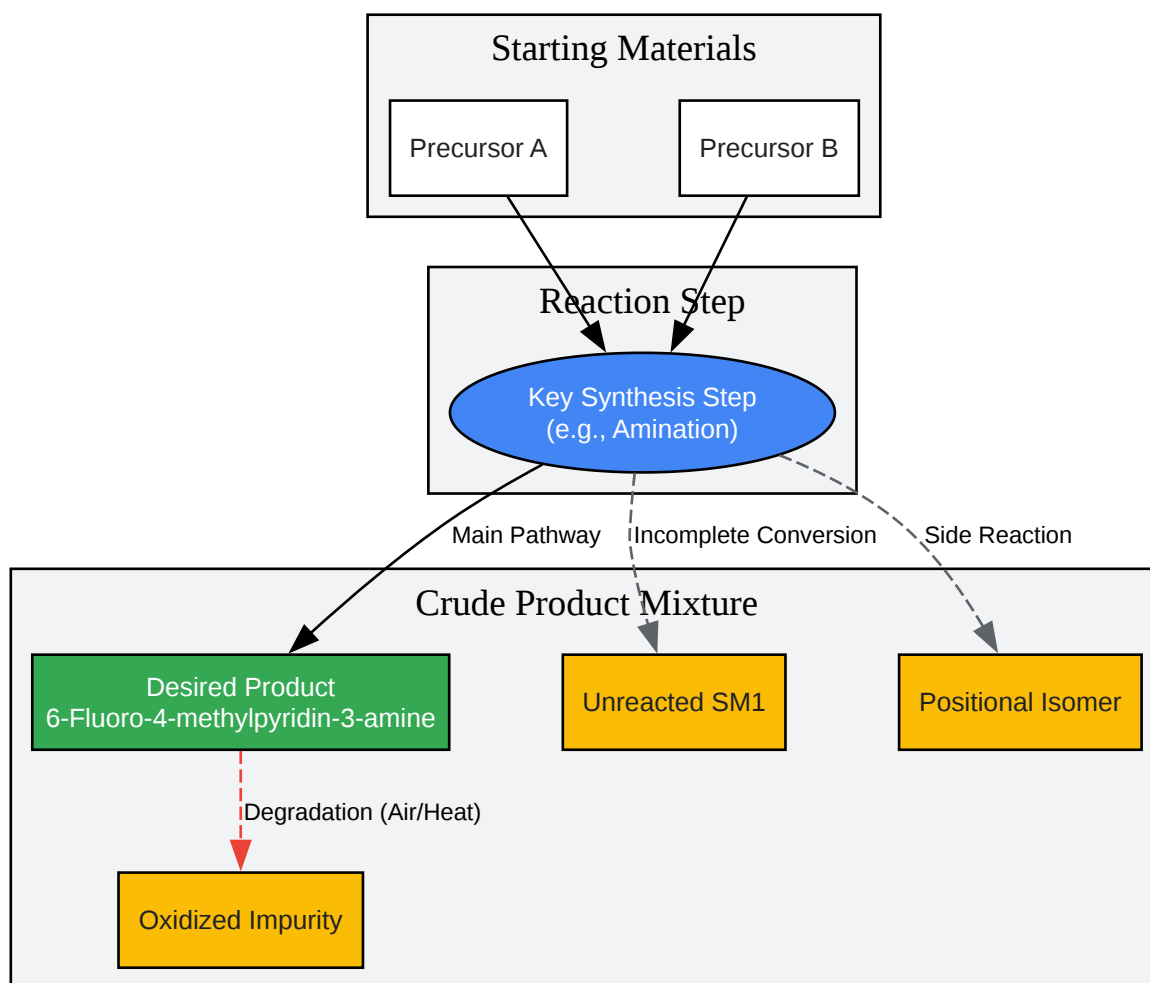 Starting Materials
Precursor A
Precursor B
Reaction Step
Key Synthesis Step
(e.g., Amination)
Main Pathway
Incomplete Conversion
Side Reaction
Crude Product Mixture
Desired Product
6-Fluoro-4-methylpyridin-3-amine
Unreacted SM1
Positional Isomer
Degradation (Air/Heat)
Oxidized Impurity